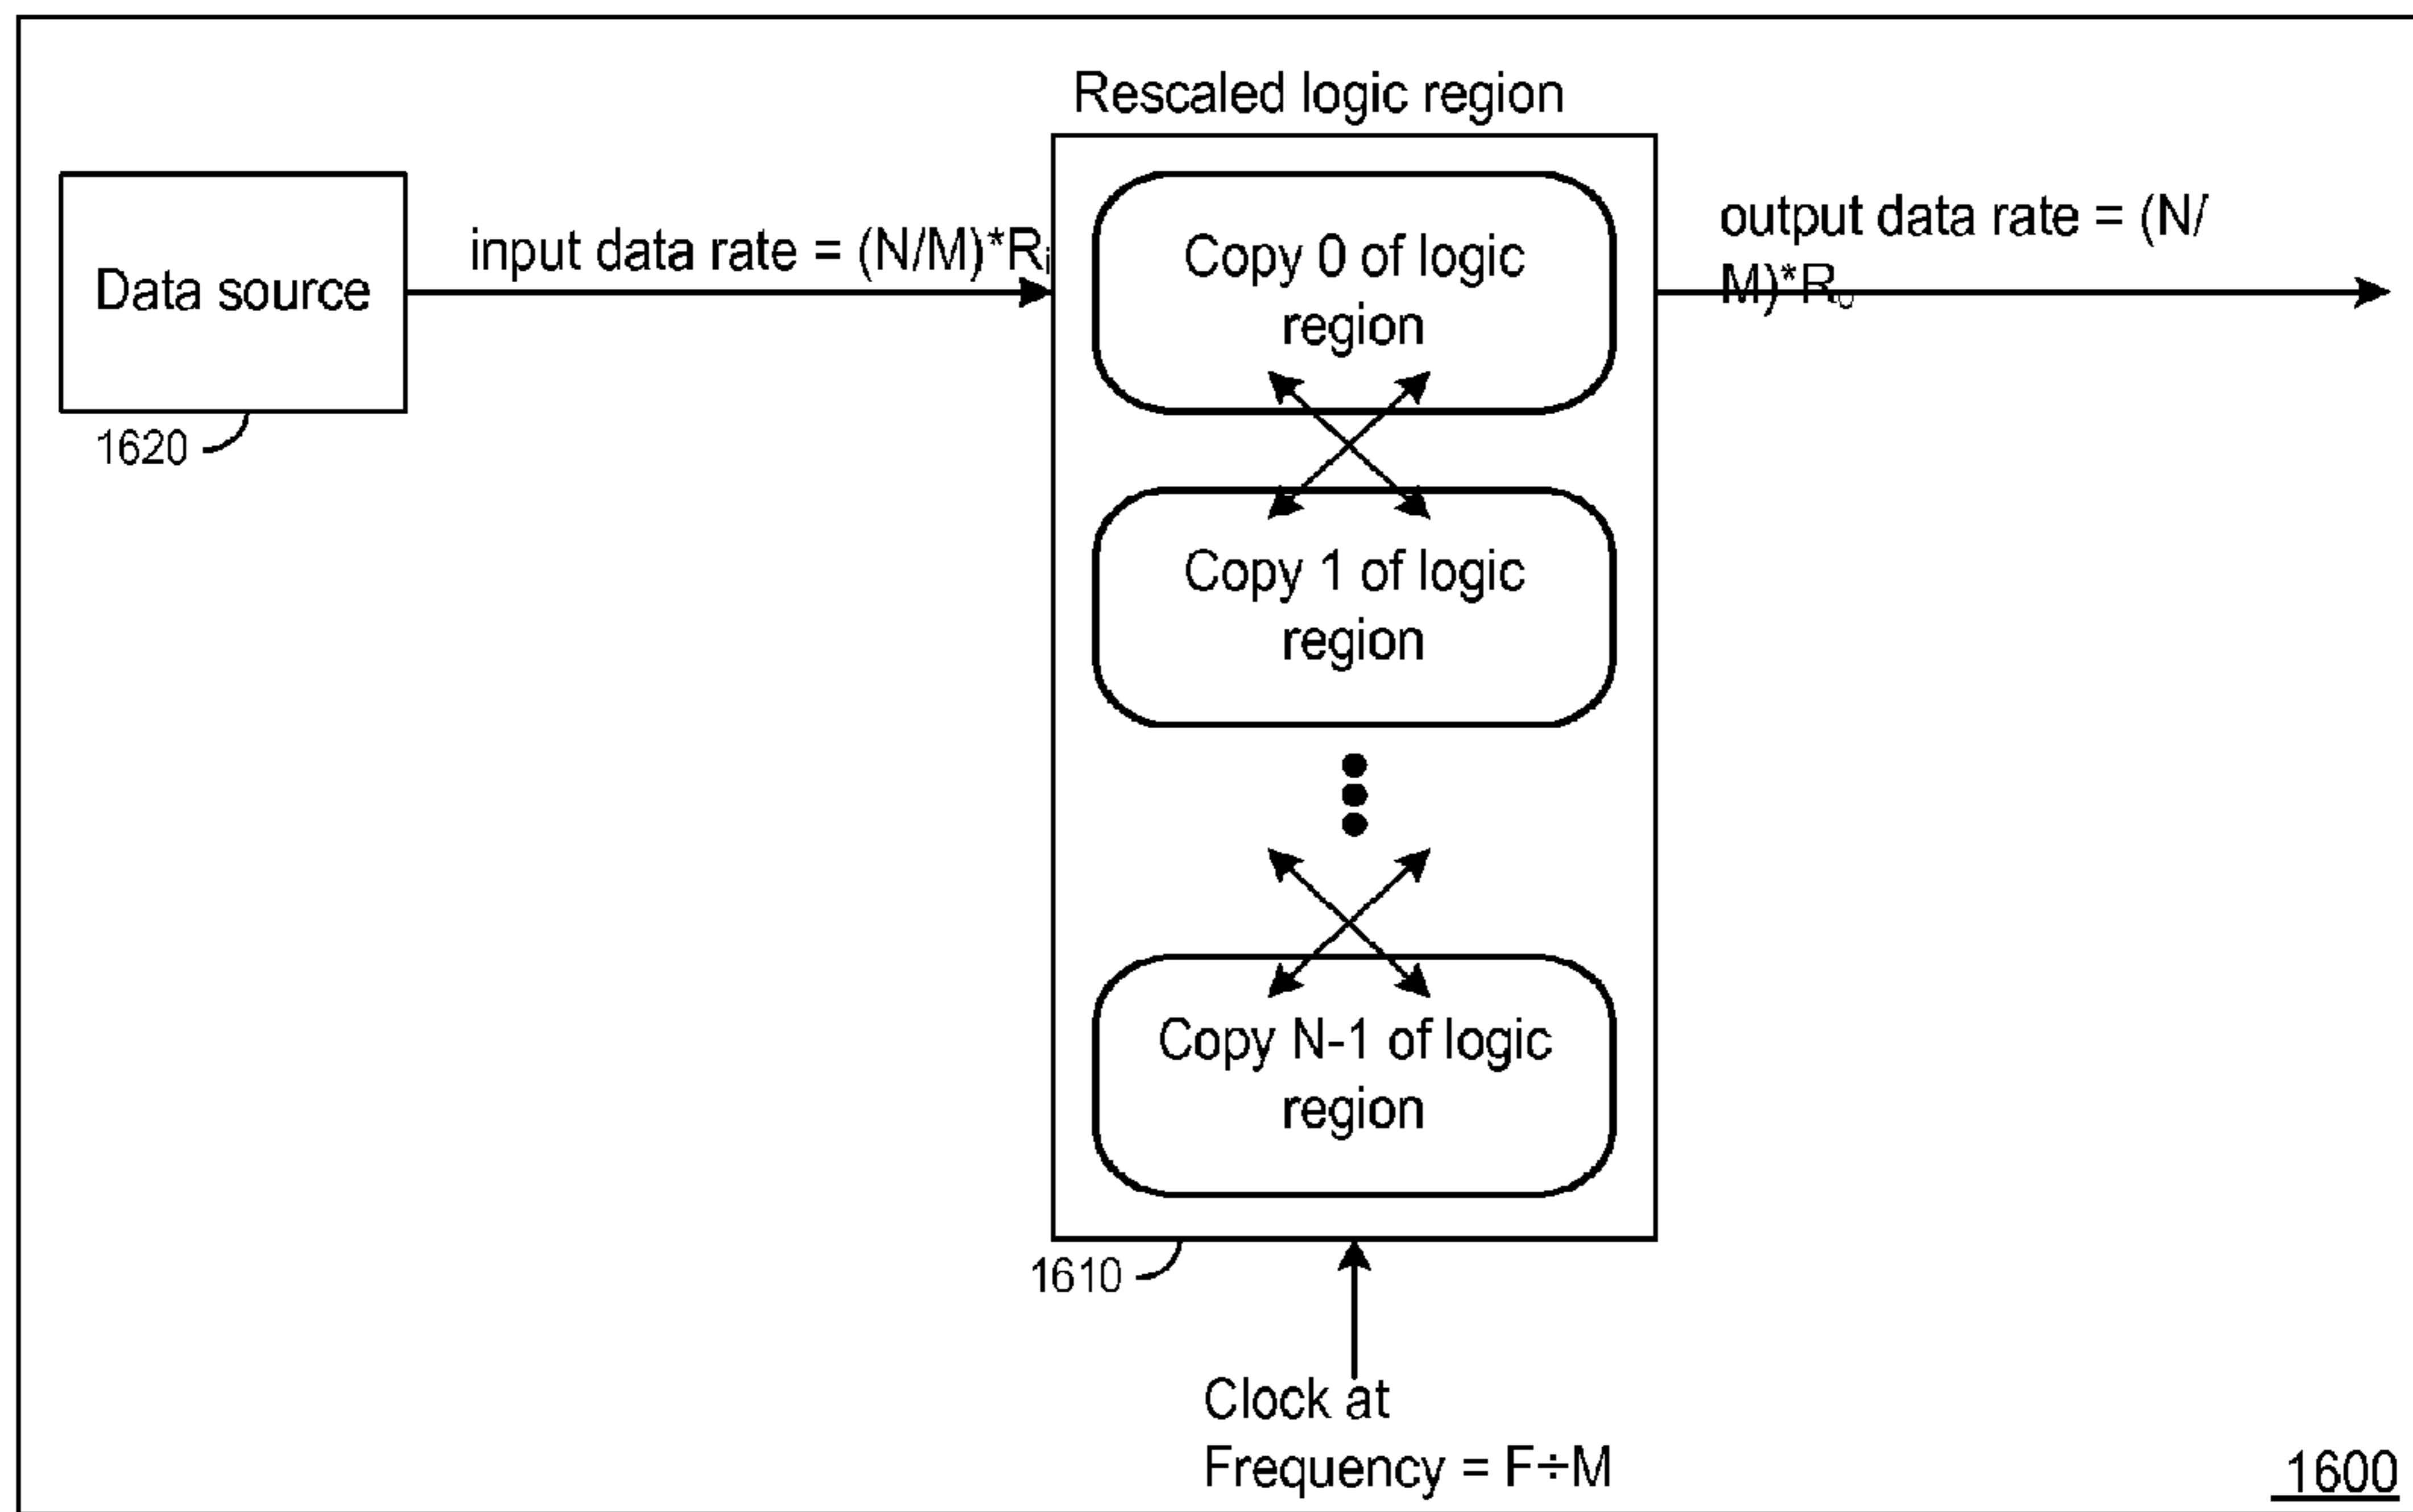 Rescaled logic region
Data source
input data rate = (N/M)*Ri
Copy 0 of logic
region
output data rate = (N/
M)*Ro
1620
Copy 1 of logic
region
Copy N-1 of logic
region
1610
Clock at
Frequency = F÷M
1600